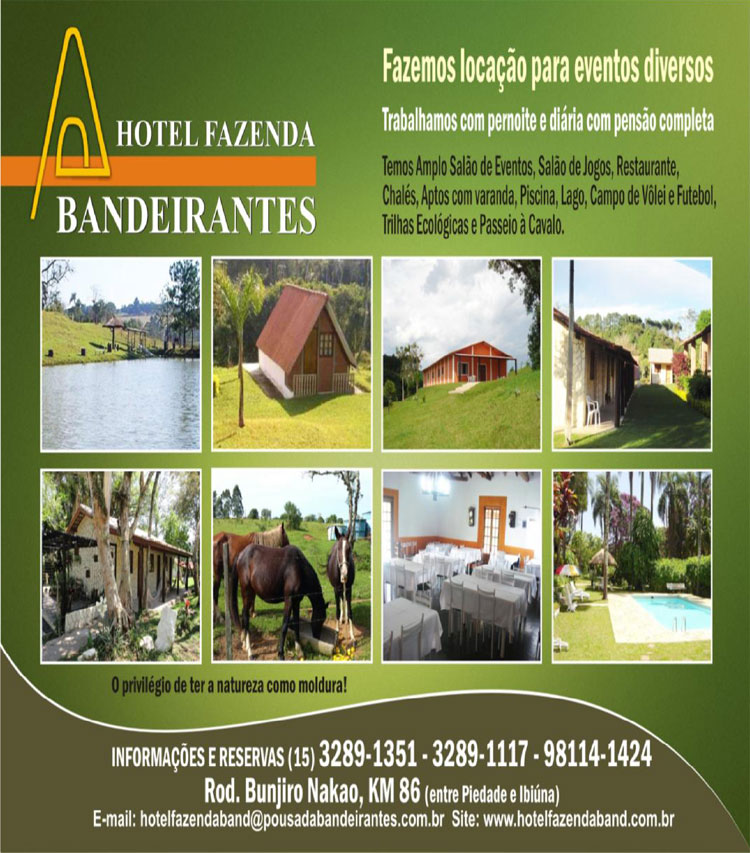 HOTEL FAZENDA
BANDEIRANTES
Fazemos locação para eventos diversos
Trabalhamos com pernoite e diária com pensão completa
Temos Amplo Salão de Eventos, Salão de Jogos, Restaurante,
Chalés, Aptos com varanda, Piscina, Lago, Campo de Vôlei e Futebol,
Trilhas Ecológicas e Passeio à Cavalo.
O privilégio de ter a natureza como moldura!
INFORMAÇÕES E RESERVAS (15) 3289-1351 - 3289-1117 - 98114-1424
Rod. Bunjiro Nakao, KM 86 (entre Piedade e Ibiúna)
E-mail: hotelfazendaband@pousadabandeirantes.com.br Site: www.hotelfazendaband.com.br